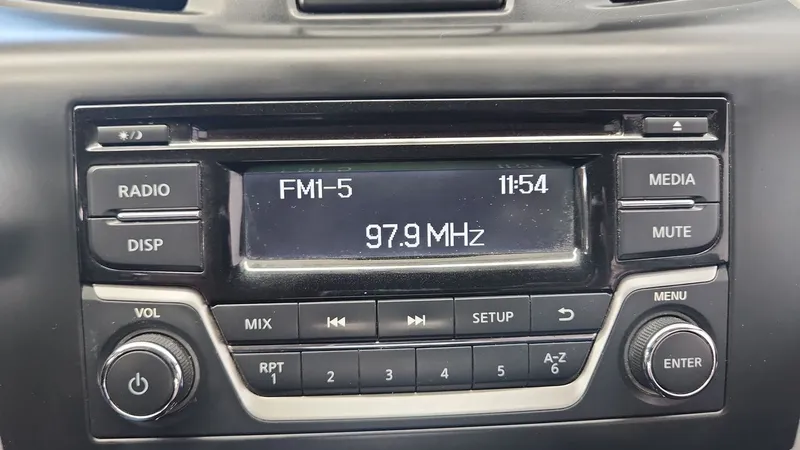 RADIO
DISP
FM1-5 11:54
97.9 MHz
MEDIA
MUTE
VOL
MENU
MIX SETUP
RPT
1 2 3 4 5
A-Z
6
ENTER